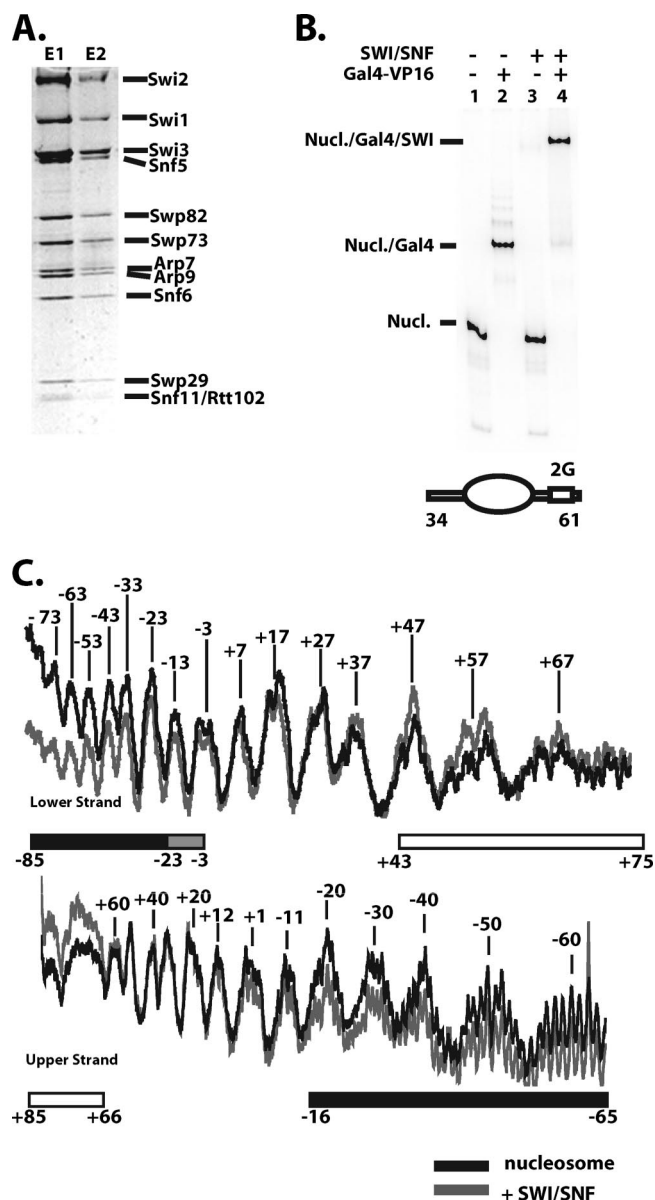 A.
E1 E2
Swi2
Swi1
Swi3
Snf5
Swp82
Swp73
Arp7
Arp9
Snf6
Swp29
Snf11/Rtt102
B.
SWI/SNF - - + +
Gal4-VP16 - + - +
1 2 3 4
Nucl./Gal4/SWI
Nucl./Gal4
Nucl.
2G
34 61
C.
-73 -63 -53 -43 -33 -23 -13 -3 +7 +17 +27 +37 +47 +57 +67
Lower Strand
-85 -23 -3 +43 +75
+60 +40 +20 +12 +1 -11 -20 -30 -40 -50 -60
Upper Strand
+85 +66 -16 -65
nucleosome
+ SWI/SNF